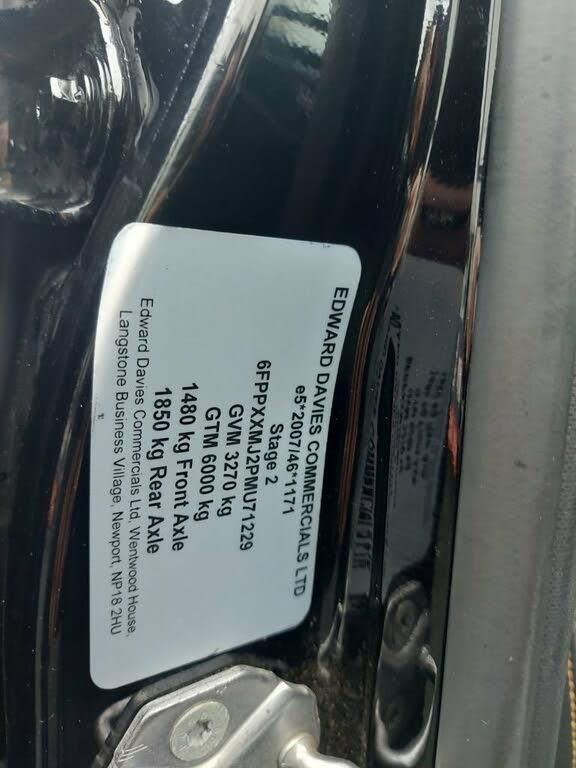 EDWARD DAVIES COMMERCIALS LTD
e5*2007/46*1171
Stage 2
6FPPXXMJ2PMU71229
GVM 3270 kg
GTM 6000 kg
1480 kg Front Axle
1850 kg Rear Axle
Edward Davies Commercials Ltd, Wentwood House,
Langstone Business Village, Newport, NP18 2HU